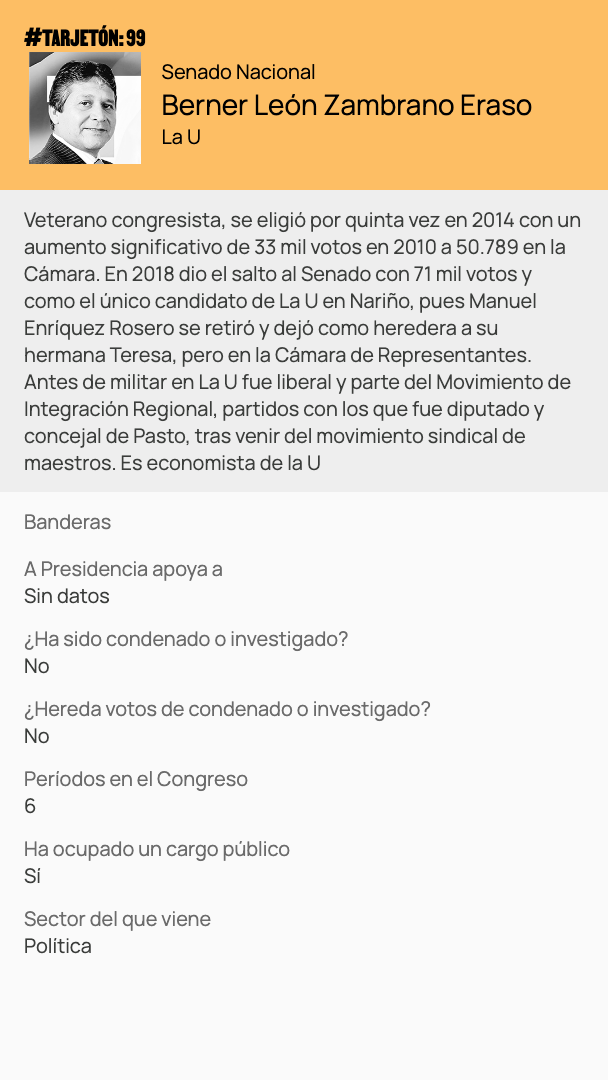 #TARJETÓN: 99
Senado Nacional
Berner León Zambrano Eraso
La U
Veterano congresista, se eligió por quinta vez en 2014 con un
aumento significativo de 33 mil votos en 2010 a 50.789 en la
Cámara. En 2018 dio el salto al Senado con 71 mil votos y
como el único candidato de La U en Nariño, pues Manuel
Enríquez Rosero se retiró y dejó como heredera a su
hermana Teresa, pero en la Cámara de Representantes.
Antes de militar en La U fue liberal y parte del Movimiento de
Integración Regional, partidos con los que fue diputado y
concejal de Pasto, tras venir del movimiento sindical de
maestros. Es economista de la U
Banderas
A Presidencia apoya a
Sin datos
¿Ha sido condenado o investigado?
No
¿Hereda votos de condenado o investigado?
No
Períodos en el Congreso
6
Ha ocupado un cargo público
Sí
Sector del que viene
Política